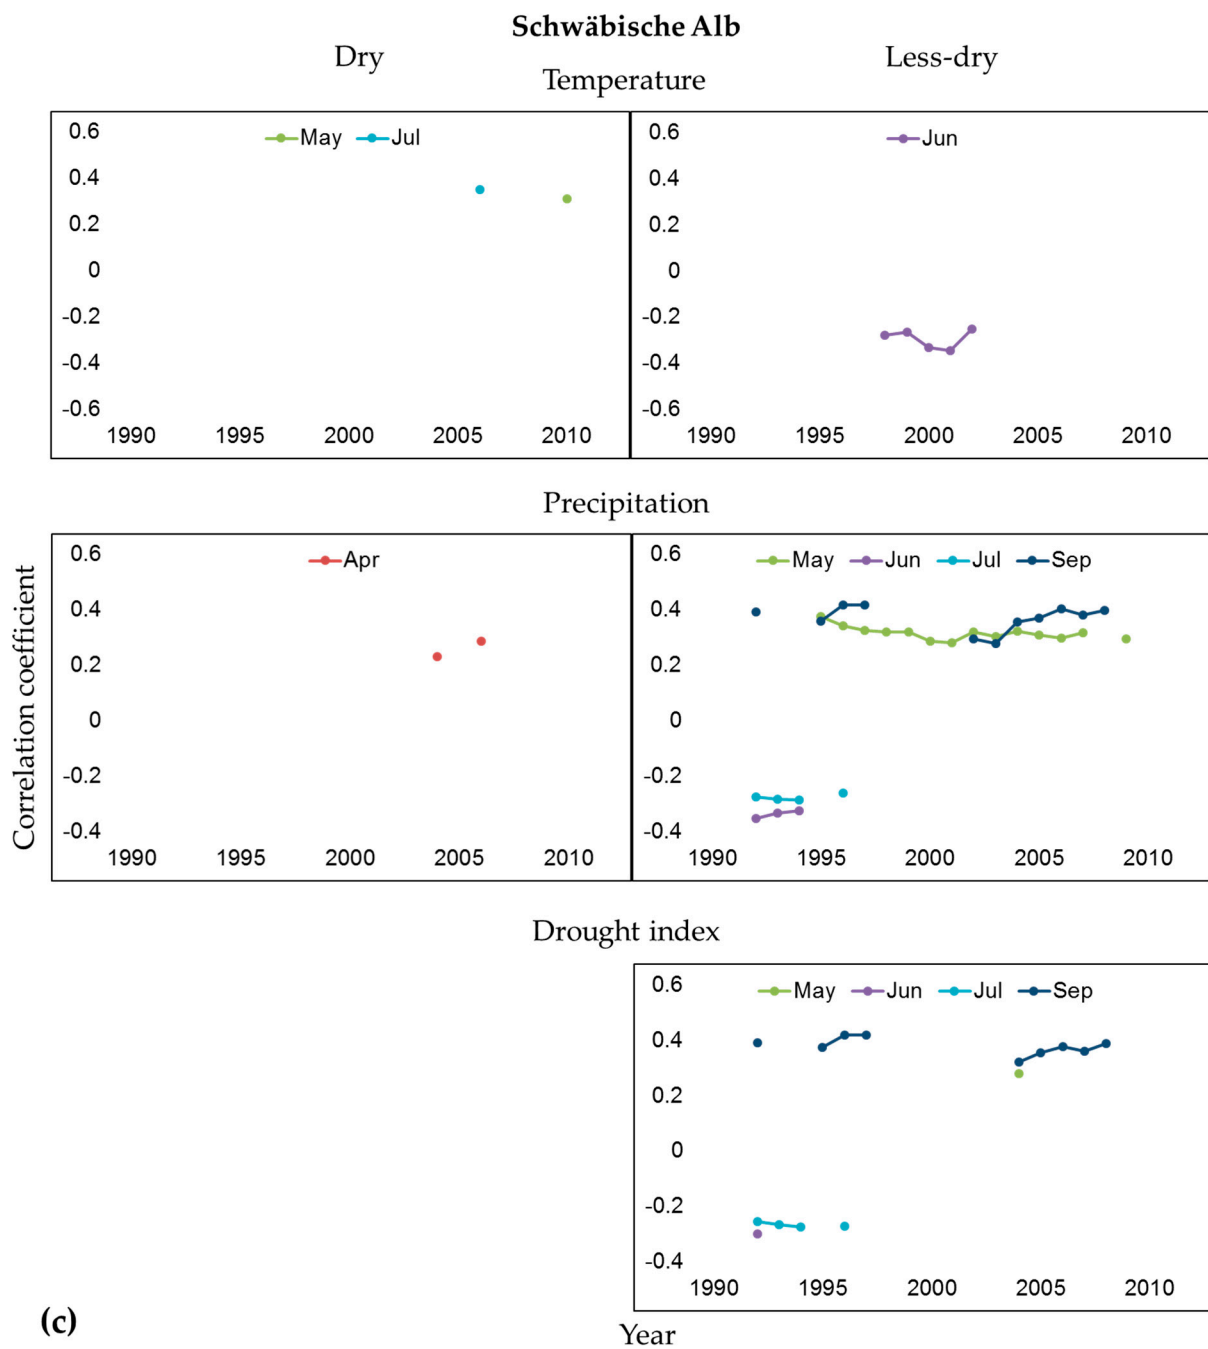 Schwäbische Alb
Dry Less-dry
Temperature
May Jul
0.6
0.4
0.2
0
-0.2
-0.4
-0.6
1990 1995 2000 2005 2010
Jun
0.6
0.4
0.2
0
-0.2
-0.4
-0.6
1990 1995 2000 2005 2010
Precipitation
Correlation coefficient
Apr
0.6
0.4
0.2
0
-0.2
-0.4
1990 1995 2000 2005 2010
May Jun Jul Sep
0.6
0.4
0.2
0
-0.2
-0.4
1990 1995 2000 2005 2010
Drought index
May Jun Jul Sep
0.6
0.4
0.2
0
-0.2
-0.4
1990 1995 2000 2005 2010
(c)
Year